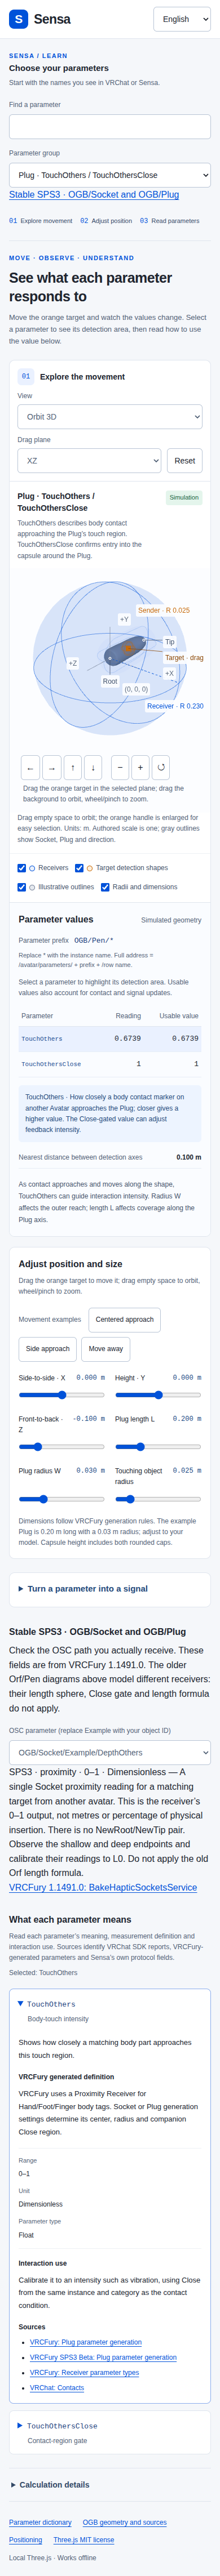 S Sensa English
SENSA / LEARN
Choose your parameters
Start with the names you see in VRChat or Sensa.
Find a parameter
Parameter group
Plug · TouchOthers / TouchOthersClose
Stable SPS3 · OGB/Socket and OGB/Plug
01 Explore movement 02 Adjust position 03 Read parameters
MOVE · OBSERVE · UNDERSTAND
See what each parameter
responds to
Move the orange target and watch the values change. Select
a parameter to see its detection area, then read how to use
the value below.
01 Explore the movement
View
Orbit 3D
Drag plane
XZ Reset
Plug · TouchOthers /
TouchOthersClose
Simulation
TouchOthers describes body contact
approaching the Plug's touch region.
TouchOthersClose confirms entry into the
capsule around the Plug.
Sender · R 0.025
+Y
Tip
Target · drag
+Z
+X
Root
(0, 0, 0)
Receiver · R 0.230
← → ↑ ↓ − + ↺
Drag the orange target in the selected plane; drag the
background to orbit, wheel/pinch to zoom.
Drag empty space to orbit; the orange handle is enlarged for
easy selection. Units: m. Authored scale is one; gray outlines
show Socket, Plug and direction.
Receivers Target detection shapes
Illustrative outlines Radii and dimensions
Parameter values Simulated geometry
Parameter prefix OGB/Pen/*
Replace * with the instance name. Full address =
/avatar/parameters/ + prefix + row name.
Select a parameter to highlight its detection area. Usable
values also account for contact and signal updates.
Parameter Reading Usable value
TouchOthers 0.6739 0.6739
TouchOthersClose 1 1
TouchOthers · How closely a body contact marker on
another Avatar approaches the Plug; closer gives a
higher value. The Close-gated value can adjust
feedback intensity.
Nearest distance between detection axes 0.100 m
As contact approaches and moves along the shape,
TouchOthers can guide interaction intensity. Radius W
affects the outer reach; length L affects coverage along the
Plug axis.
Adjust position and size
Drag the orange target to move it; drag empty space to orbit,
wheel/pinch to zoom.
Movement examples Centered approach
Side approach Move away
Side-to-side · X 0.000 m Height · Y 0.000 m
Front-to-back ·
Z
-0.100 m Plug length L 0.200 m
Plug radius W 0.030 m Touching object
radius
0.025 m
Dimensions follow VRCFury generation rules. The example
Plug is 0.20 m long with a 0.03 m radius; adjust to your
model. Capsule height includes both rounded caps.
▶ Turn a parameter into a signal
Stable SPS3 · OGB/Socket and OGB/Plug
Check the OSC path you actually receive. These
fields are from VRCFury 1.1491.0. The older
Orf/Pen diagrams above model different receivers:
their length sphere, Close gate and length formula
do not apply.
OSC parameter (replace Example with your object ID)
OGB/Socket/Example/DepthOthers
SPS3 · proximity · 0–1 · Dimensionless — A
single Socket proximity reading for a matching
target from another avatar. This is the receiver's
0–1 output, not metres or percentage of physical
insertion. There is no NewRoot/NewTip pair.
Observe the shallow and deep endpoints and
calibrate their readings to L0. Do not apply the old
Orf length formula.
VRCFury 1.1491.0: BakeHapticSocketsService
What each parameter means
Read each parameter's meaning, measurement definition and
interaction use. Sources identify VRChat SDK reports, VRCFury-
generated parameters and Sensa's own protocol fields.
Selected: TouchOthers
▼ TouchOthers
Body-touch intensity
Shows how closely a matching body part approaches
this touch region.
VRCFury generated definition
VRCFury uses a Proximity Receiver for
Hand/Foot/Finger body tags. Socket or Plug generation
settings determine its center, radius and companion
Close region.
Range
0–1
Unit
Dimensionless
Parameter type
Float
Interaction use
Calibrate it to an intensity such as vibration, using Close
from the same instance and category as the contact
condition.
Sources
• VRCFury: Plug parameter generation
• VRCFury SPS3 Beta: Plug parameter generation
• VRCFury: Receiver parameter types
• VRChat: Contacts
▶ TouchOthersClose
Contact-region gate
▶ Calculation details
Parameter dictionary OGB geometry and sources
Positioning Three.js MIT license
Local Three.js · Works offline